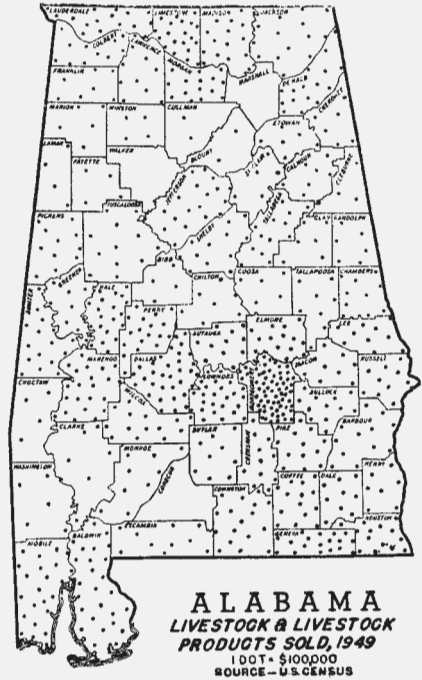 LAUDERDALE
LIMESTONE
MADISON
JACKSON
COLBERT
LAWRENCE
FRANKLIN
MORGAN
MARSHALL
DE KALB
CHEROKEE
MARION
WINSTON
CULLMAN
ETOWAH
LAMAR
FAYETTE
WALKER
BLOUNT
ST. CLAIR
CALHOUN
CLEBURNE
JEFFERSON
TALLADEGA
PICKENS
TUSCALOOSA
SHELBY
CLAY
RANDOLPH
BIBB
GREENE
HALE
CHILTON
COOSA
TALLAPOOSA
CHAMBERS
SUMTER
PERRY
AUTAUGA
ELMORE
LEE
MARENGO
DALLAS
LOWNDES
MONTGOMERY
MACON
RUSSELL
CHOCTAW
WILCOX
BULLOCK
CLARKE
BUTLER
CRENSHAW
PIKE
BARBOUR
MONROE
WASHINGTON
CONECUH
COVINGTON
COFFEE
DALE
HENRY
ESCAMBIA
GENEVA
HOUSTON
MOBILE
BALDWIN
ALABAMA
LIVESTOCK & LIVESTOCK
PRODUCTS SOLD, 1949
1 DOT = $100,000
SOURCE - U.S. CENSUS